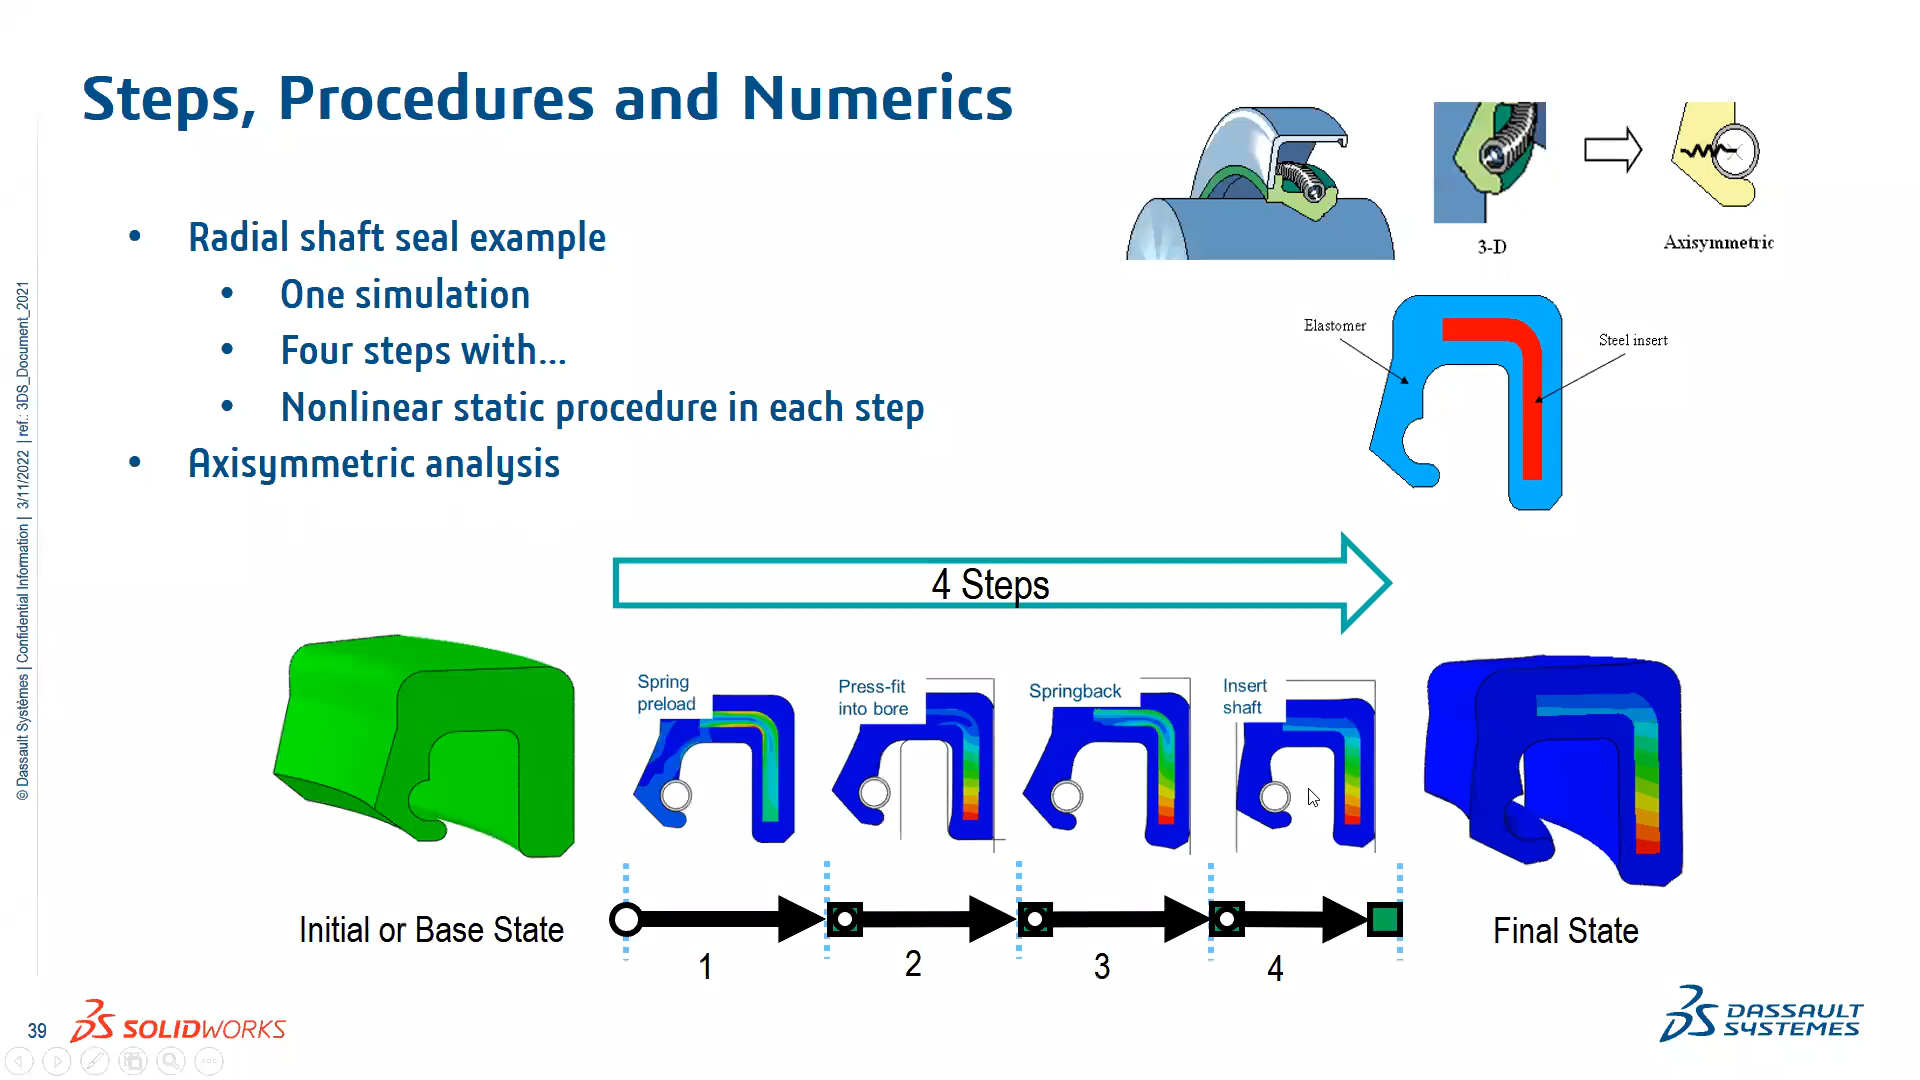 Steps, Procedures and Numerics
• Radial shaft seal example
• One simulation
• Four steps with...
• Nonlinear static procedure in each step
• Axisymmetric analysis
3-D
Axisymmetric
Elastomer
Steel insert
4 Steps
Spring
preload
Press-fit
into bore
Springback
Insert
shaft
Initial or Base State
1
2
3
4
Final State
© Dassault Systèmes | Confidential Information | 3/11/2022 | ref.: 3DS_Document_2021
39
SOLIDWORKS
DASSAULT
SYSTEMES